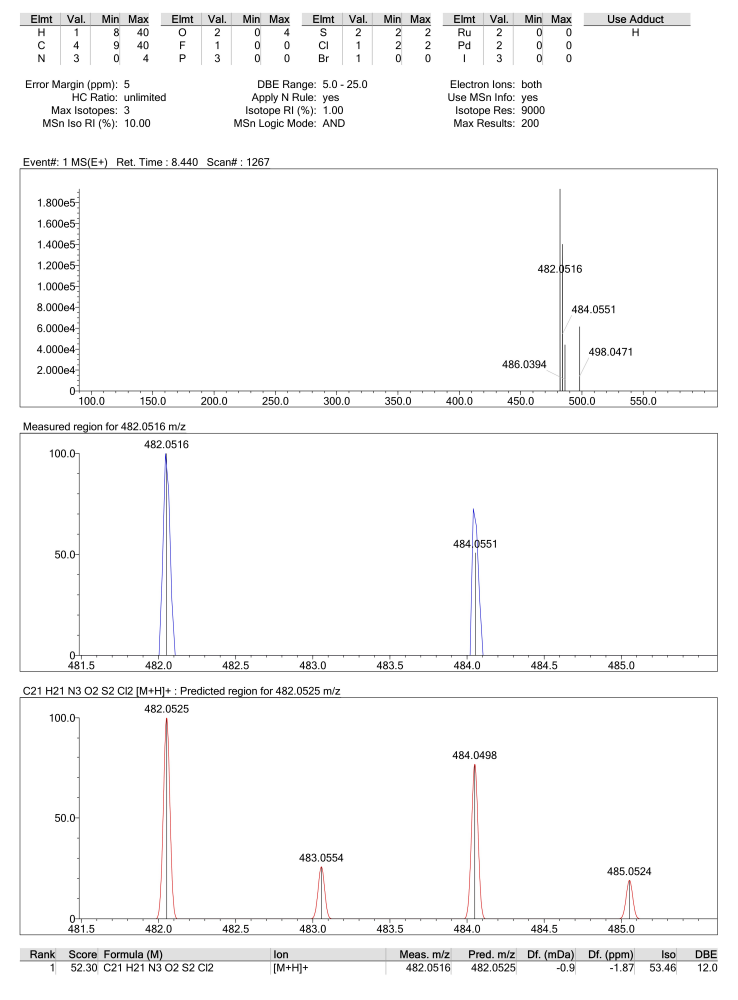 Elmt Val. Min Max Elmt Val. Min Max Elmt Val. Min Max Elmt Val. Min Max Use Adduct
H 1 8 40 O 2 0 4 S 2 2 2 Ru 2 0 0 H
C 4 9 40 F 1 0 0 Cl 1 2 2 Pd 2 0 0
N 3 0 4 P 3 0 0 Br 1 0 0 I 3 0 0
Error Margin (ppm): 5 DBE Range: 5.0 - 25.0 Electron Ions: both
HC Ratio: unlimited Apply N Rule: yes Use MSn Info: yes
Max Isotopes: 3 Isotope RI (%): 1.00 Isotope Res: 9000
MSn Iso RI (%): 10.00 MSn Logic Mode: AND Max Results: 200
Event#: 1 MS(E+) Ret. Time : 8.440 Scan# : 1267
1.800e5
1.600e5
1.400e5
1.200e5
482.0516
1.000e5
8.000e4
484.0551
6.000e4
4.000e4
498.0471
486.0394
2.000e4
0
100.0 150.0 200.0 250.0 300.0 350.0 400.0 450.0 500.0 550.0
Measured region for 482.0516 m/z
482.0516
100.0
484.0551
50.0
0
481.5 482.0 482.5 483.0 483.5 484.0 484.5 485.0
C21 H21 N3 O2 S2 Cl2 [M+H]+ : Predicted region for 482.0525 m/z
482.0525
100.0
484.0498
50.0
483.0554
485.0524
0
481.5 482.0 482.5 483.0 483.5 484.0 484.5 485.0
Rank Score Formula (M) Ion Meas. m/z Pred. m/z Df. (mDa) Df. (ppm) Iso DBE
1 52.30 C21 H21 N3 O2 S2 Cl2 [M+H]+ 482.0516 482.0525 -0.9 -1.87 53.46 12.0